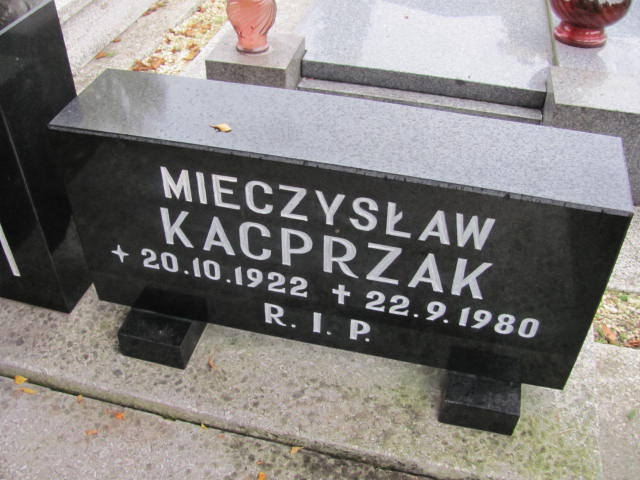 MIECZYSŁAW
KACPRZAK
+ 20.10.1922 + 22.9.1980
R. I. P.